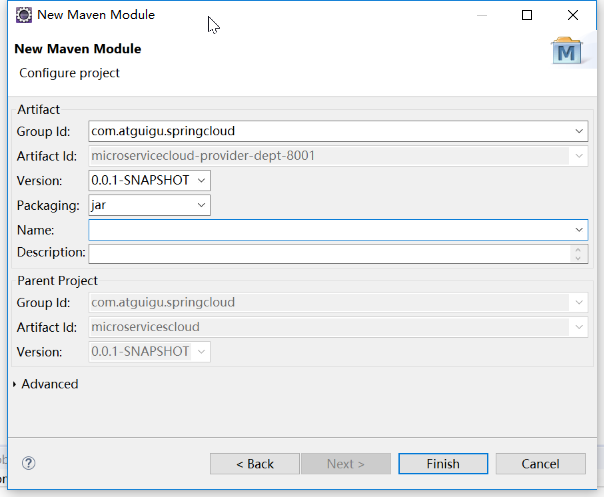 New Maven Module
New Maven Module
Configure project
M
Artifact
Group Id: com.atguigu.springcloud
Artifact Id: microservicecloud-provider-dept-8001
Version: 0.0.1-SNAPSHOT
Packaging: jar
Name:
Description:
Parent Project
Group Id: com.atguigu.springcloud
Artifact Id: microservicescloud
Version: 0.0.1-SNAPSHOT
Advanced
? < Back Next > Finish Cancel